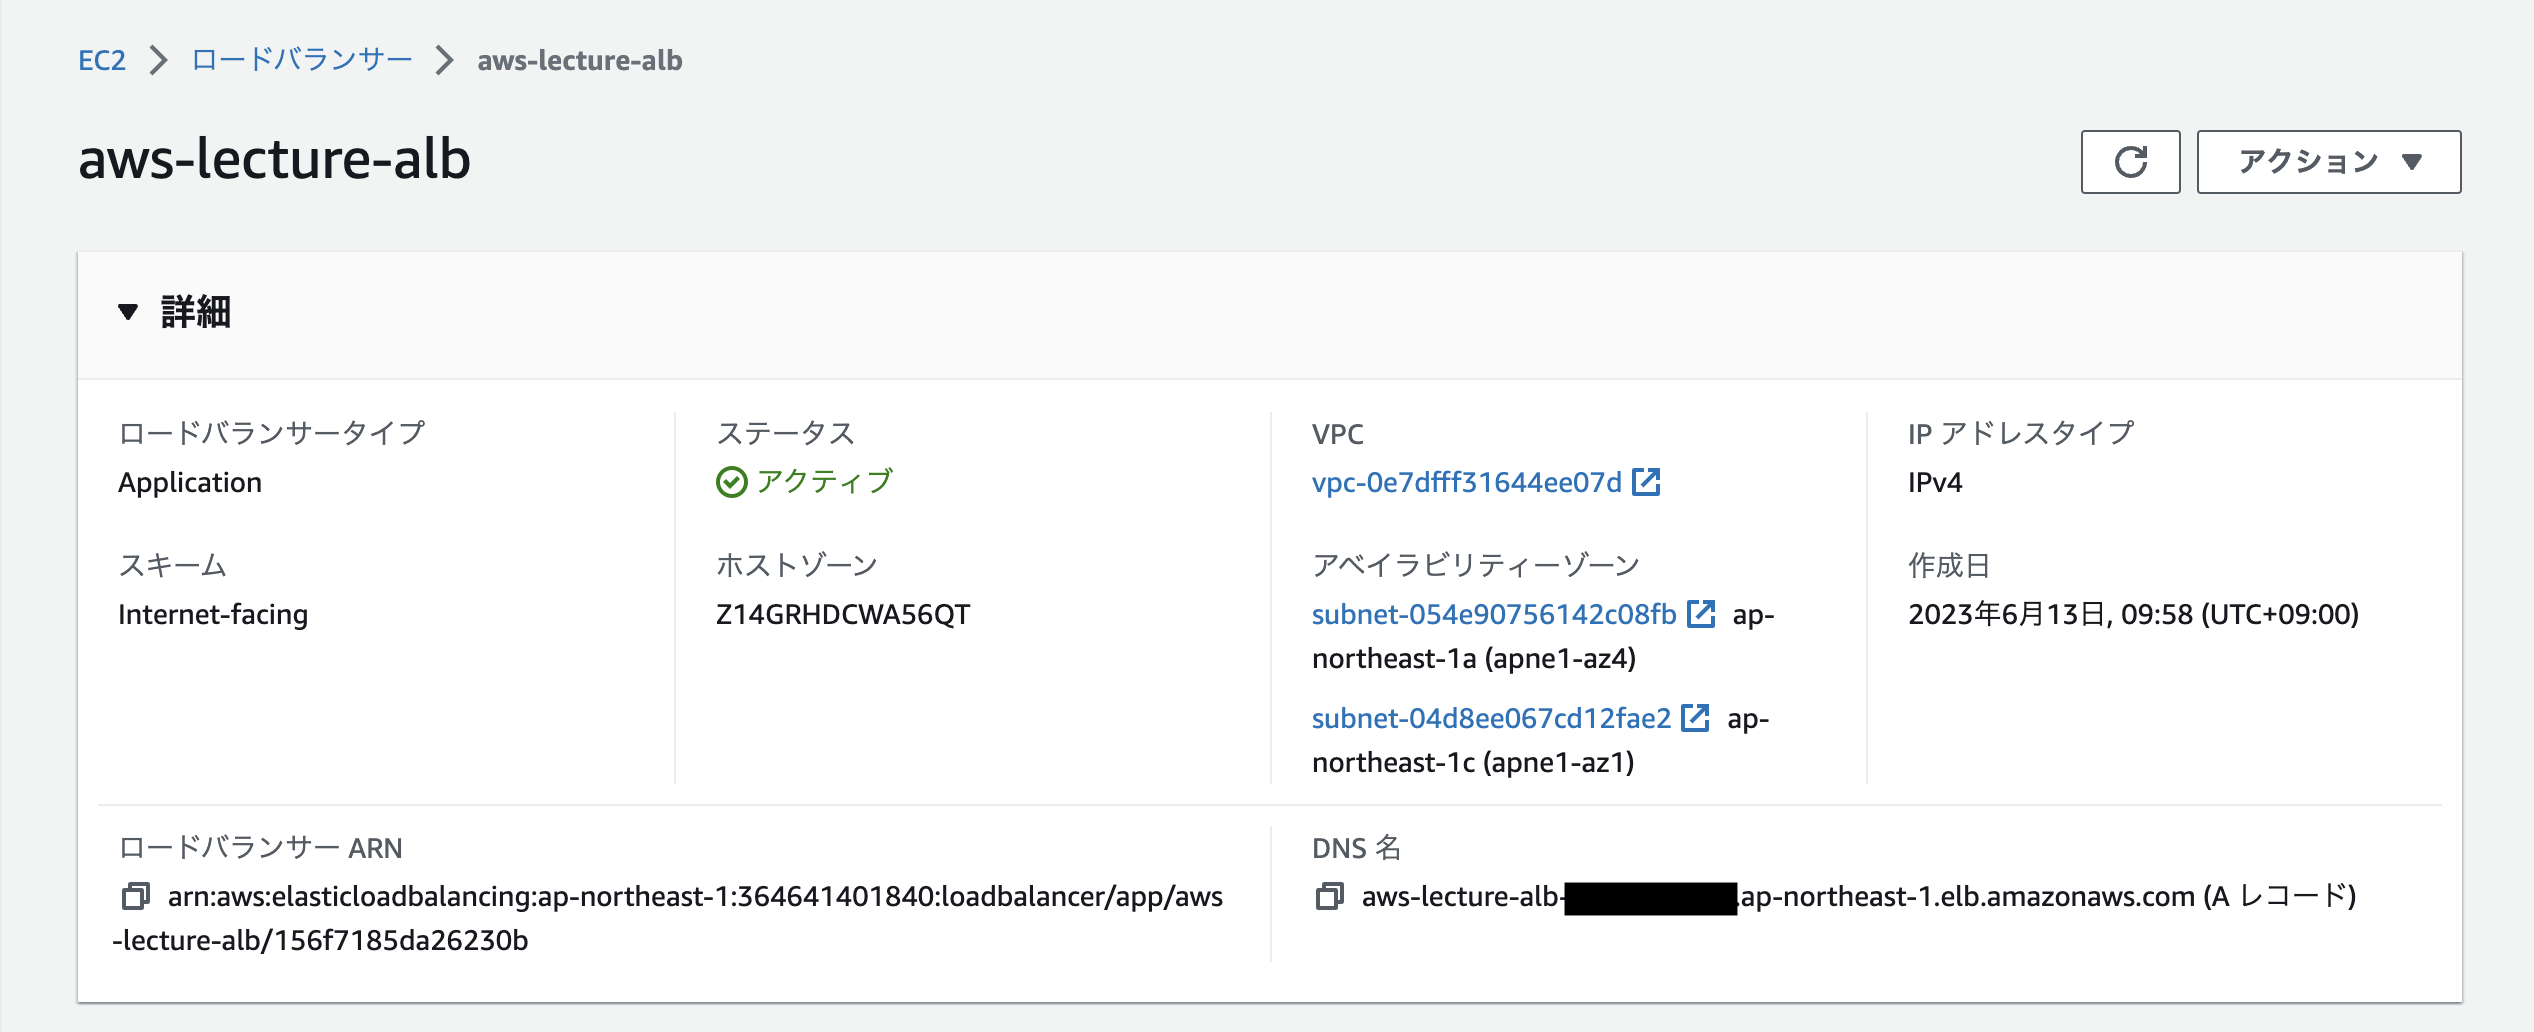 EC2 ロードバランサー aws-lecture-alb
aws-lecture-alb
アクション
詳細
ロードバランサータイプ
Application
スキーム
Internet-facing
ステータス
アクティブ
ホストゾーン
Z14GRHDCWA56QT
VPC
vpc-0e7dfff31644ee07d
アベイラビリティーゾーン
subnet-054e90756142c08fb ap-
northeast-1a (apne1-az4)
subnet-04d8ee067cd12fae2 ap-
northeast-1c (apne1-az1)
IP アドレスタイプ
IPv4
作成日
2023年6月13日, 09:58 (UTC+09:00)
ロードバランサー ARN
arn:aws:elasticloadbalancing:ap-northeast-1:364641401840:loadbalancer/app/aws
-lecture-alb/156f7185da26230b
DNS 名
aws-lecture-alb- .ap-northeast-1.elb.amazonaws.com (A レコード)